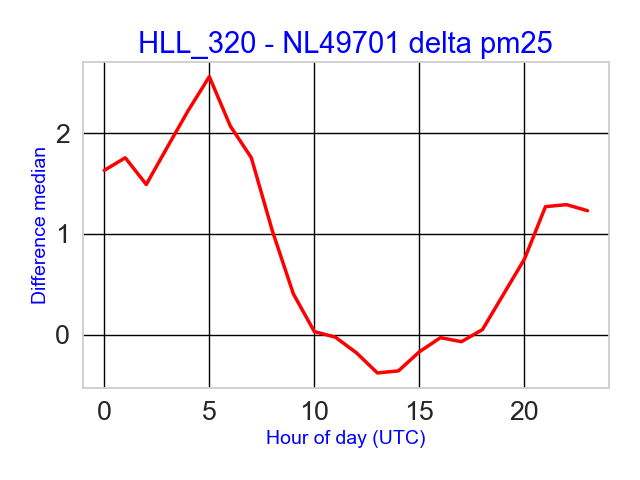 HLL_320 - NL49701 delta pm25
Difference median
2
1
0
0 5 10 15 20
Hour of day (UTC)